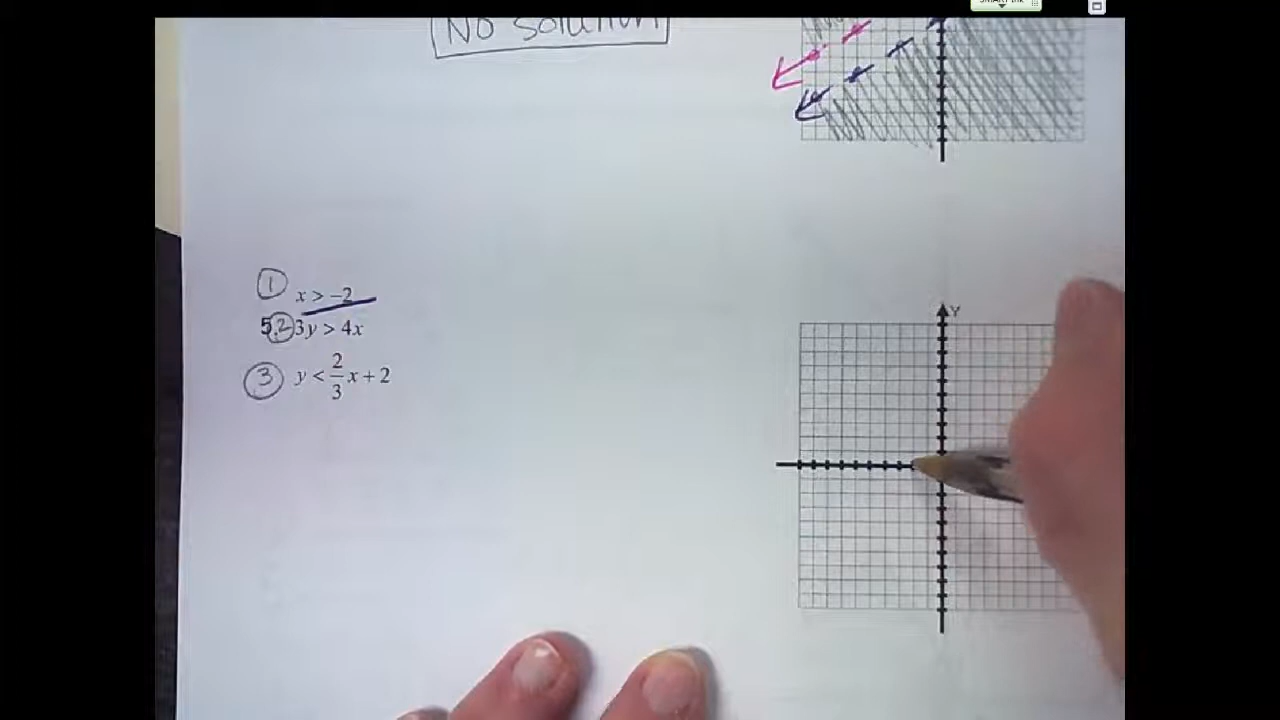 No solution
① x > −2
5. ② 3y > 4x
③ y < 2/3 x + 2
Y